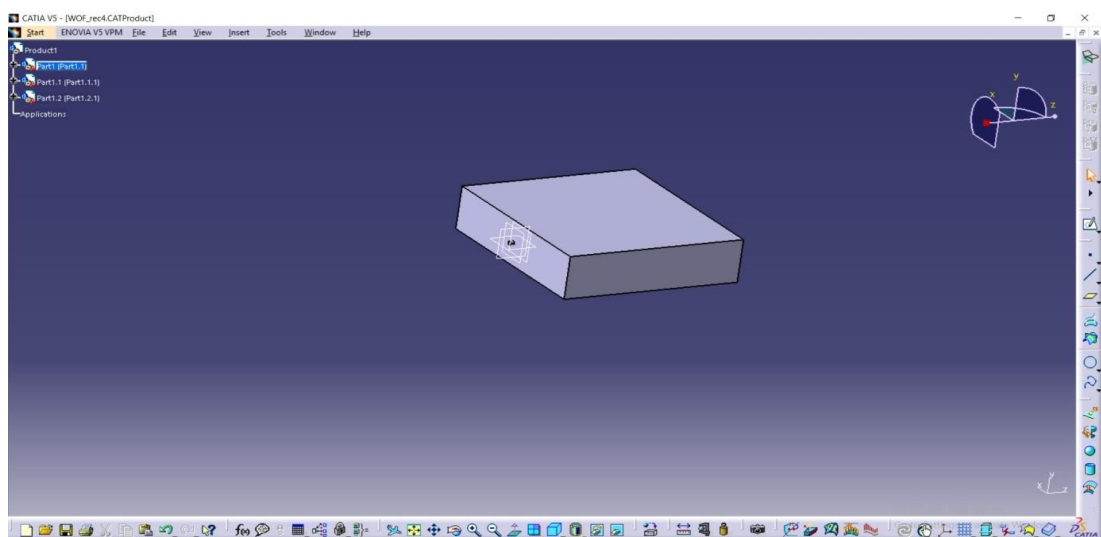 CATIA V5 - [WOF_rec4.CATProduct]
Start ENOVIA V5 VPM File Edit View Insert Tools Window Help
Product1
Part1 (Part1.1)
Part1.1 (Part1.1.1)
Part1.2 (Part1.2.1)
Applications
y
x
z
y
x z
f(x)
CATIA